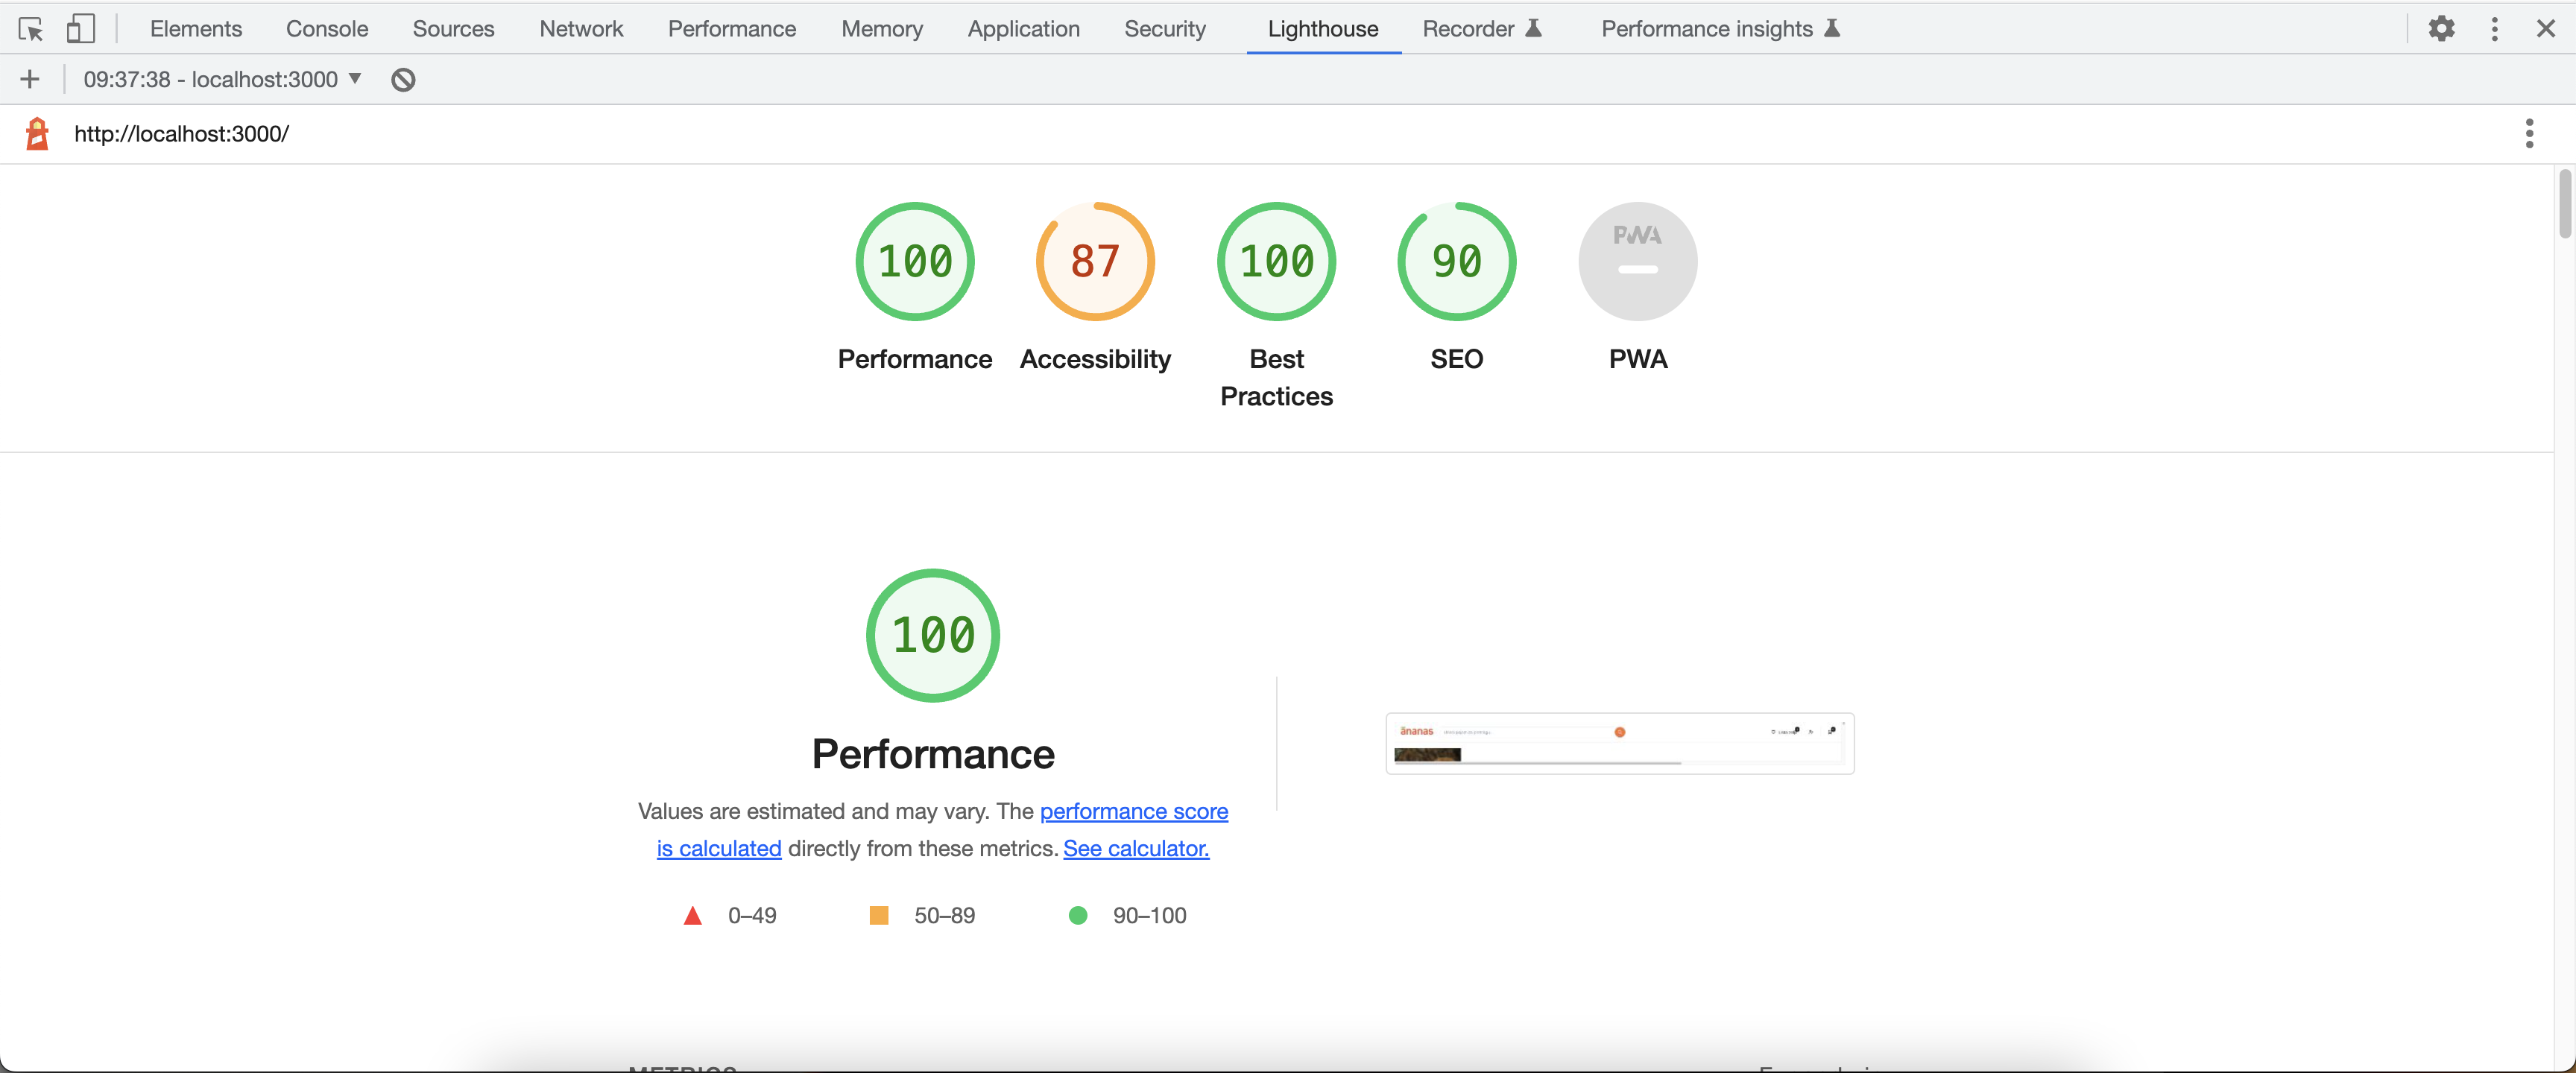 Elements Console Sources Network Performance Memory Application Security Lighthouse Recorder Performance insights
09:37:38 - localhost:3000
http://localhost:3000/
100 87 100 90 PWA
Performance Accessibility Best Practices SEO PWA
100
Performance
Values are estimated and may vary. The performance score
is calculated directly from these metrics. See calculator.
0–49 50–89 90–100
ananas
METRICS